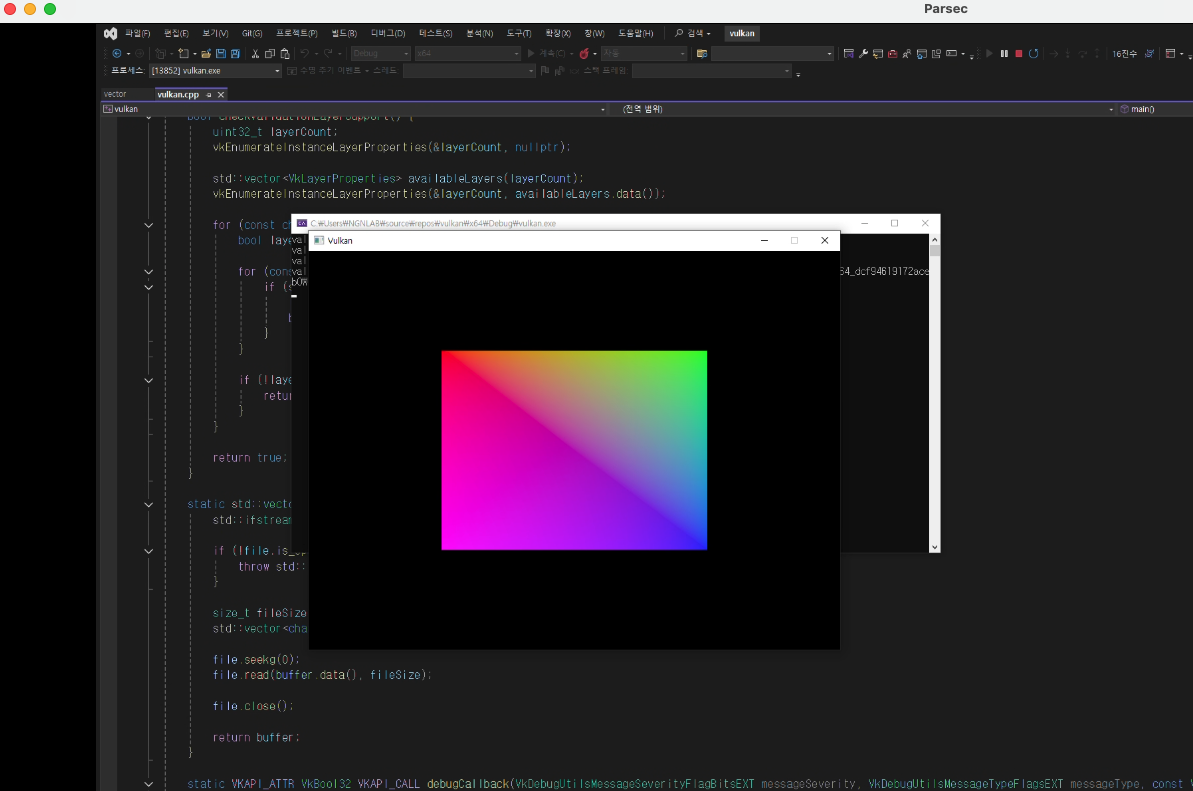 Parsec
파일(F) 편집(E) 보기(V) Git(G) 프로젝트(P) 빌드(B) 디버그(D) 테스트(S) 분석(N) 도구(T) 확장(X) 창(W) 도움말(H) 검색 vulkan
Debug x64 계속(C) 자동 16진수
프로세스: [13852] vulkan.exe 수명 주기 이벤트 스레드: 스택 프레임:
vector vulkan.cpp
vulkan (전역 범위) main()
bool checkValidationLayerSupport() {
uint32_t layerCount;
vkEnumerateInstanceLayerProperties(&layerCount, nullptr);
std::vector<VkLayerProperties> availableLayers(layerCount);
vkEnumerateInstanceLayerProperties(&layerCount, availableLayers.data());
for (const ch
bool laye
for (cons
if (s
b
}
}
if (!laye
retur
}
}
return true;
}
C:₩Users₩NGNLAB₩source₩repos₩vulkan₩x64₩Debug₩vulkan.exe
val
val
val
val
64_dcf94619172ace
Vulkan
static std::vecto
std::ifstream
if (!file.is_op
throw std::
}
size_t fileSize
std::vector<cha
file.seekg(0);
file.read(buffer.data(), fileSize);
file.close();
return buffer;
}
static VKAPI_ATTR VkBool32 VKAPI_CALL debugCallback(VkDebugUtilsMessageSeverityFlagBitsEXT messageSeverity, VkDebugUtilsMessageTypeFlagsEXT messageType, const V